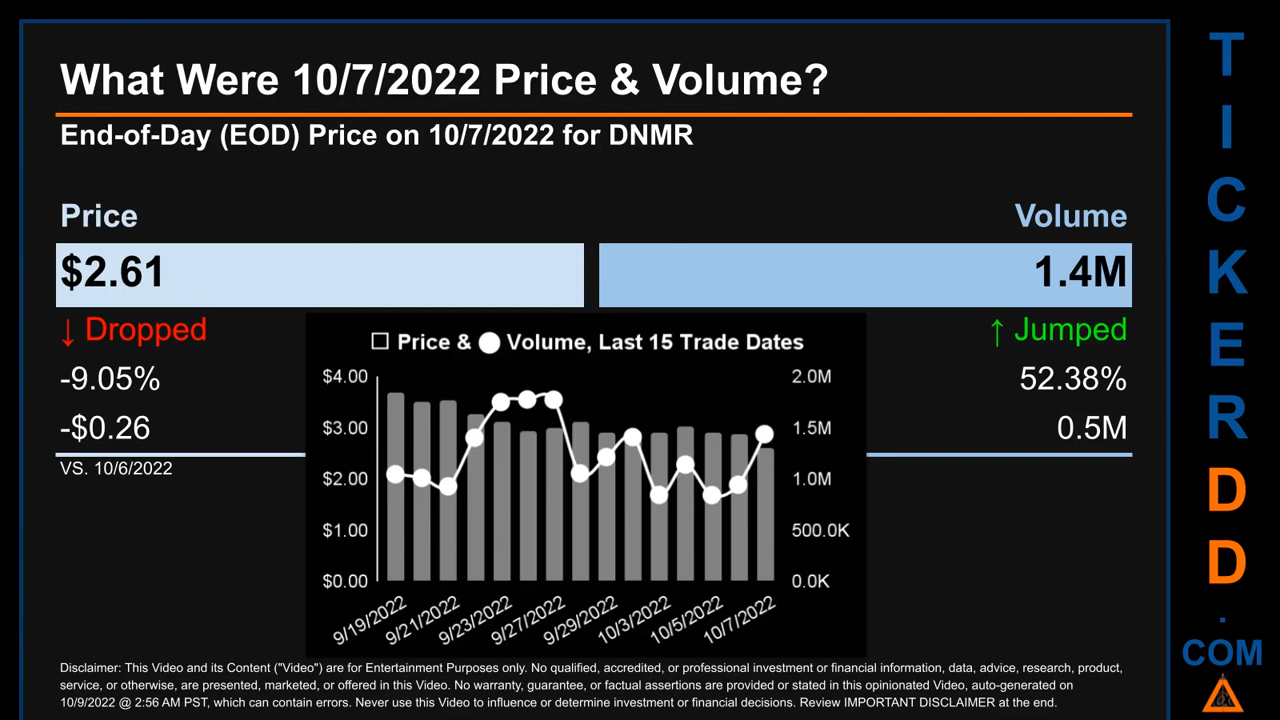 What Were 10/7/2022 Price & Volume?
End-of-Day (EOD) Price on 10/7/2022 for DNMR
Price
Volume
$2.61
1.4M
↓ Dropped
↑ Jumped
-9.05%
52.38%
-$0.26
0.5M
VS. 10/6/2022
Price & Volume, Last 15 Trade Dates
$4.00
$3.00
$2.00
$1.00
$0.00
2.0M
1.5M
1.0M
500.0K
0.0K
9/19/2022
9/21/2022
9/23/2022
9/27/2022
9/29/2022
10/3/2022
10/5/2022
10/7/2022
Disclaimer: This Video and its Content ("Video") are for Entertainment Purposes only. No qualified, accredited, or professional investment or financial information, data, advice, research, product,
service, or otherwise, are presented, marketed, or offered in this Video. No warranty, guarantee, or factual assertions are provided or stated in this opinionated Video, auto-generated on
10/9/2022 @ 2:56 AM PST, which can contain errors. Never use this Video to influence or determine investment or financial decisions. Review IMPORTANT DISCLAIMER at the end.
TICKERDD
.
COM